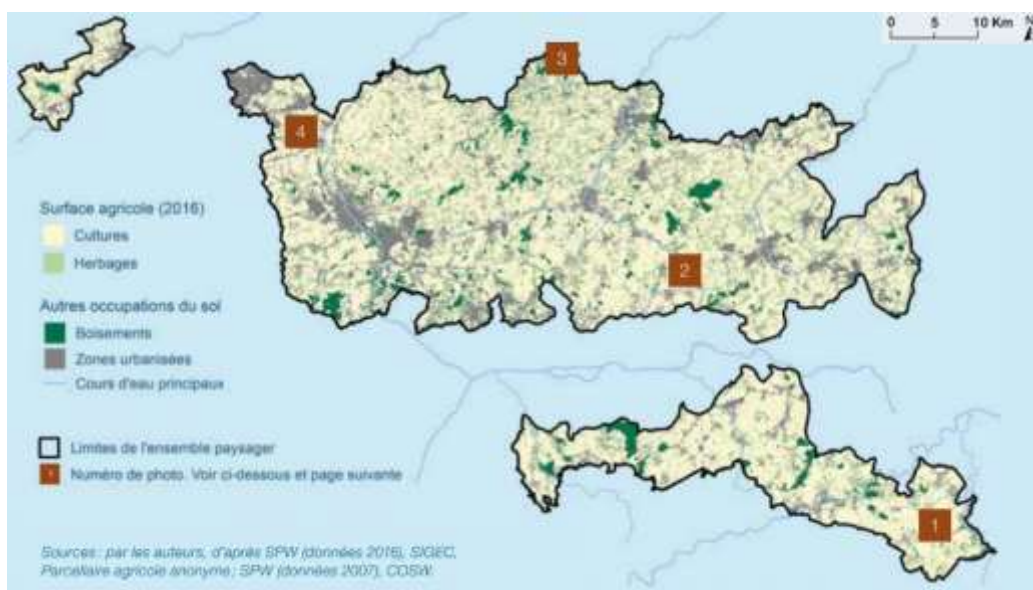 0 5 10 Km
N
3
4
2
1
Surface agricole (2016)
Cultures
Herbages
Autres occupations du sol
Boisements
Zones urbanisées
Cours d'eau principaux
Limites de l'ensemble paysager
Numéro de photo. Voir ci-dessous et page suivante
Sources : par les auteurs, d'après SPW (données 2016), SIGEC,
Parcellaire agricole anonyme ; SPW (données 2007), COSW.